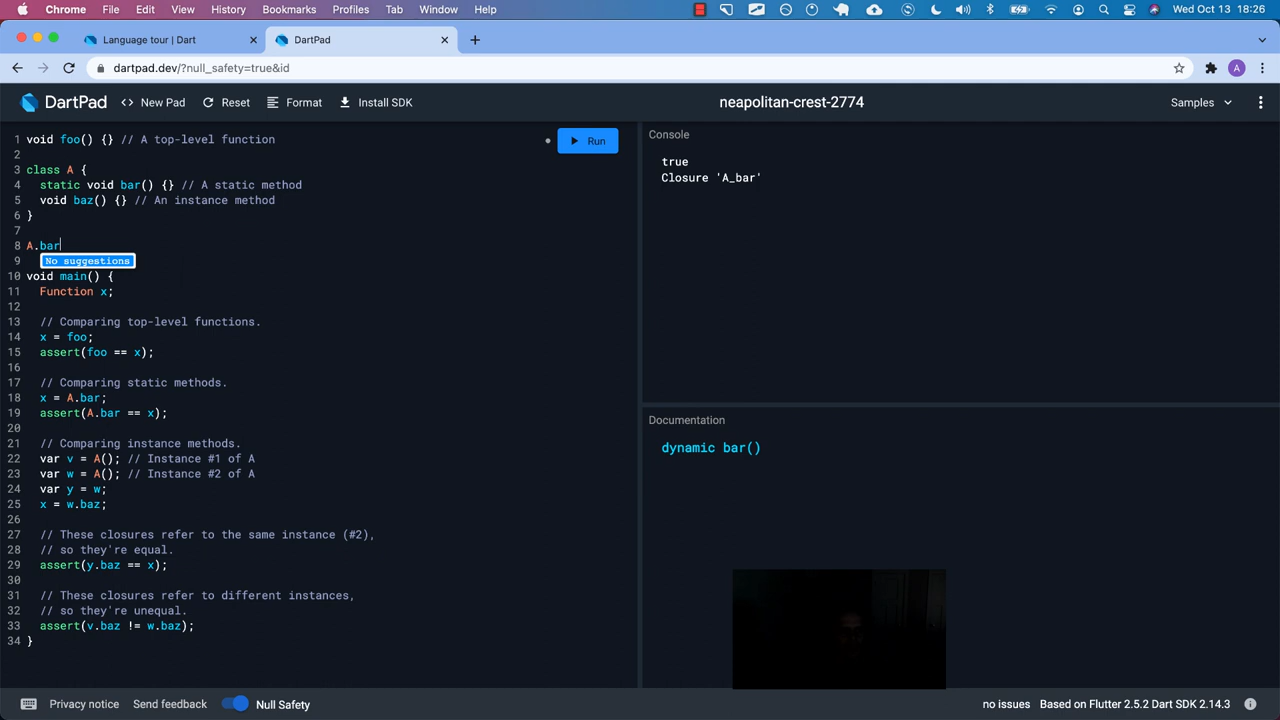 Chrome File Edit View History Bookmarks Profiles Tab Window Help Wed Oct 13 18:26
Language tour | Dart
DartPad
dartpad.dev/?null_safety=true&id
A
DartPad
<> New Pad
Reset
Format
Install SDK
neapolitan-crest-2774
Samples
1 void foo() {} // A top-level function
2
3 class A {
4 static void bar() {} // A static method
5 void baz() {} // An instance method
6 }
7
8 A.bar
9 No suggestions
10 void main() {
11 Function x;
12
13 // Comparing top-level functions.
14 x = foo;
15 assert(foo == x);
16
17 // Comparing static methods.
18 x = A.bar;
19 assert(A.bar == x);
20
21 // Comparing instance methods.
22 var v = A(); // Instance #1 of A
23 var w = A(); // Instance #2 of A
24 var y = w;
25 x = w.baz;
26
27 // These closures refer to the same instance (#2),
28 // so they're equal.
29 assert(y.baz == x);
30
31 // These closures refer to different instances,
32 // so they're unequal.
33 assert(v.baz != w.baz);
34 }
Run
Console
true
Closure 'A_bar'
Documentation
dynamic bar()
Privacy notice
Send feedback
Null Safety
no issues
Based on Flutter 2.5.2 Dart SDK 2.14.3